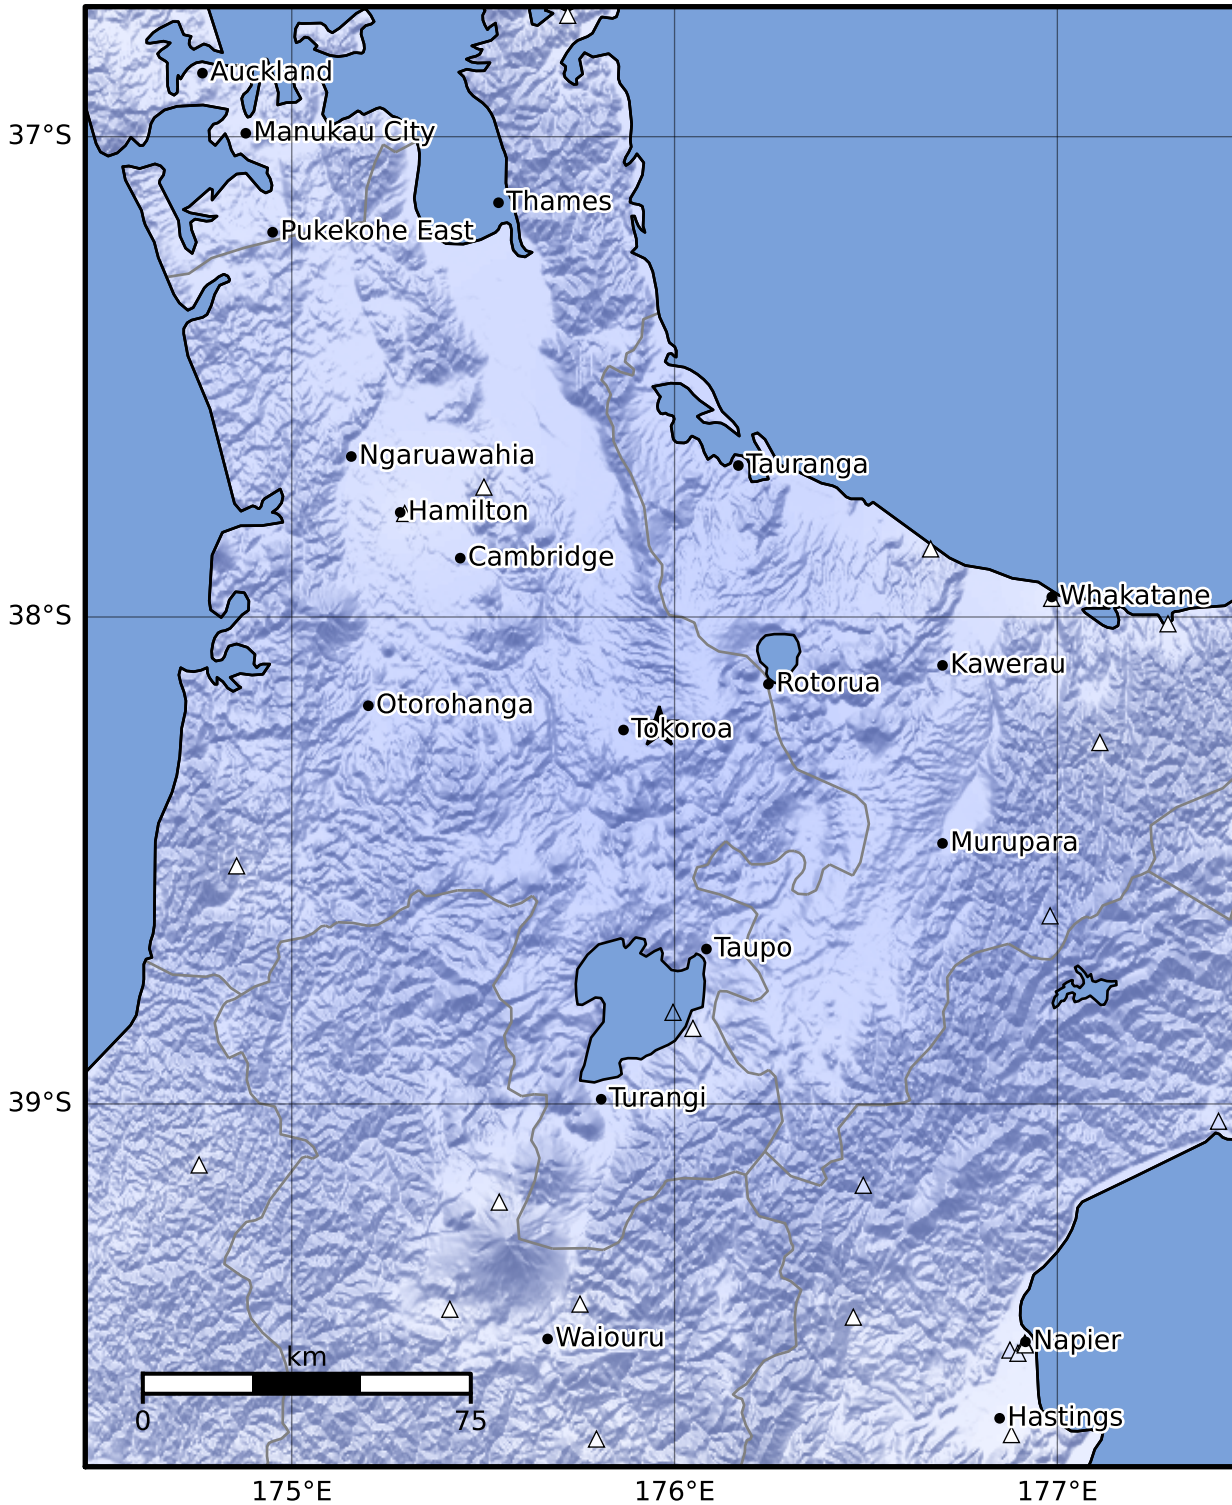 Auckland
Manukau City
37°S
Thames
Pukekohe East
Ngaruawahia
Tauranga
Hamilton
Cambridge
Whakatane
38°S
Kawerau
Rotorua
Otorohanga
Tokoroa
Murupara
Taupo
Turangi
39°S
Napier
Waiouru
km
0
75
Hastings
175°E
176°E
177°E